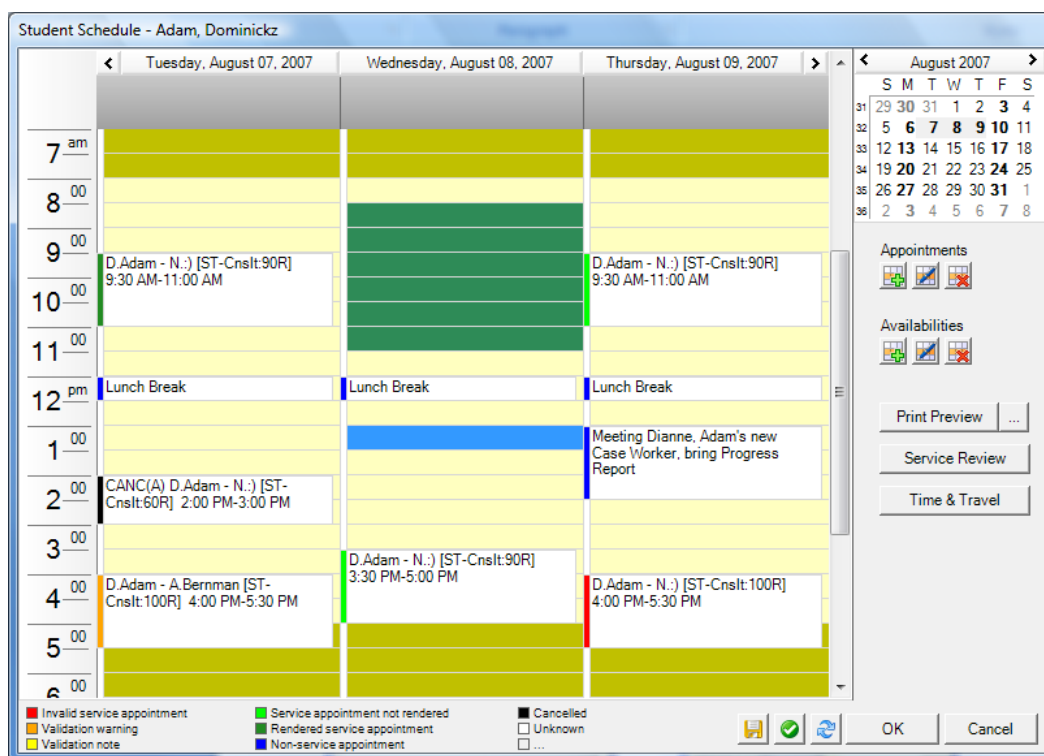 Student Schedule - Adam, Dominickz
Tuesday, August 07, 2007
Wednesday, August 08, 2007
Thursday, August 09, 2007
7 am
8 00
9 00
10 00
11 00
12 pm
1 00
2 00
3 00
4 00
5 00
6 00
D.Adam - N.:) [ST-Cnslt:90R]
9:30 AM-11:00 AM
Lunch Break
CANC(A) D.Adam - N.:) [ST-
Cnslt:60R] 2:00 PM-3:00 PM
D.Adam - A.Bernman [ST-
Cnslt:100R] 4:00 PM-5:30 PM
Lunch Break
D.Adam - N.:) [ST-Cnslt:90R]
3:30 PM-5:00 PM
D.Adam - N.:) [ST-Cnslt:90R]
9:30 AM-11:00 AM
Lunch Break
Meeting Dianne, Adam's new
Case Worker, bring Progress
Report
D.Adam - N.:) [ST-Cnslt:100R]
4:00 PM-5:30 PM
August 2007
S M T W T F S
31 29 30 31 1 2 3 4
32 5 6 7 8 9 10 11
33 12 13 14 15 16 17 18
34 19 20 21 22 23 24 25
35 26 27 28 29 30 31 1
36 2 3 4 5 6 7 8
Appointments
Availabilities
Print Preview ...
Service Review
Time & Travel
Invalid service appointment
Validation warning
Validation note
Service appointment not rendered
Rendered service appointment
Non-service appointment
Cancelled
Unknown
...
OK
Cancel